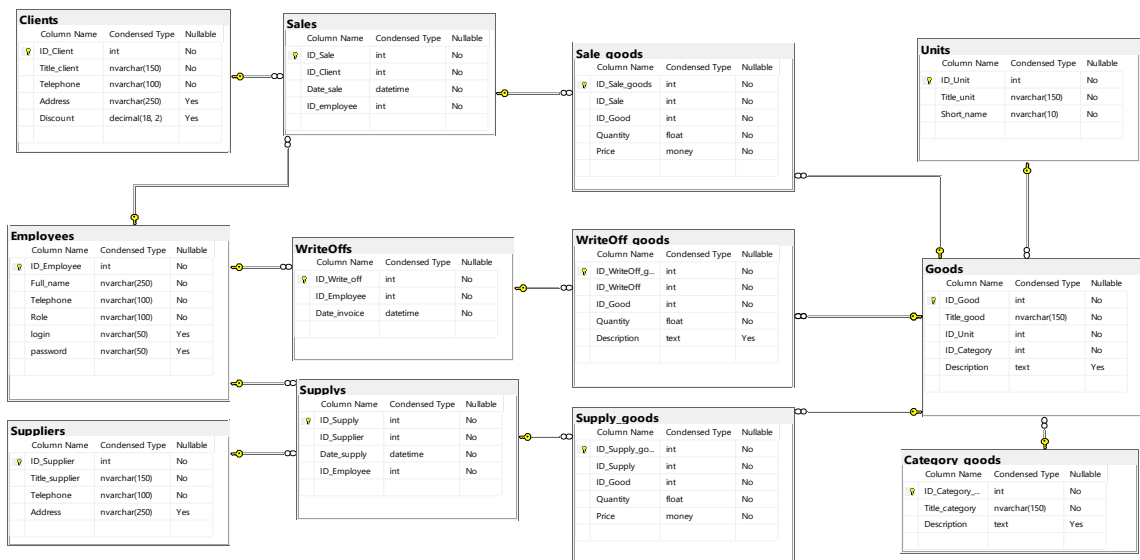 Clients
Column Name Condensed Type Nullable
ID_Client int No
Title_client nvarchar(150) No
Telephone nvarchar(100) No
Address nvarchar(250) Yes
Discount decimal(18, 2) Yes
Sales
Column Name Condensed Type Nullable
ID_Sale int No
ID_Client int No
Date_sale datetime No
ID_employee int No
Sale_goods
Column Name Condensed Type Nullable
ID_Sale_goods int No
ID_Sale int No
ID_Good int No
Quantity float No
Price money No
Units
Column Name Condensed Type Nullable
ID_Unit int No
Title_unit nvarchar(150) No
Short_name nvarchar(10) No
Employees
Column Name Condensed Type Nullable
ID_Employee int No
Full_name nvarchar(250) No
Telephone nvarchar(100) No
Role nvarchar(100) No
login nvarchar(50) Yes
password nvarchar(50) Yes
WriteOffs
Column Name Condensed Type Nullable
ID_Write_off int No
ID_Employee int No
Date_invoice datetime No
WriteOff_goods
Column Name Condensed Type Nullable
ID_WriteOff_g... int No
ID_WriteOff int No
ID_Good int No
Quantity float No
Description text Yes
Goods
Column Name Condensed Type Nullable
ID_Good int No
Title_good nvarchar(150) No
ID_Unit int No
ID_Category int No
Description text Yes
Suppliers
Column Name Condensed Type Nullable
ID_Supplier int No
Title_supplier nvarchar(150) No
Telephone nvarchar(100) No
Address nvarchar(250) Yes
Supplys
Column Name Condensed Type Nullable
ID_Supply int No
ID_Supplier int No
Date_supply datetime No
ID_Employee int No
Supply_goods
Column Name Condensed Type Nullable
ID_Supply_go... int No
ID_Supply int No
ID_Good int No
Quantity float No
Price money No
Category_goods
Column Name Condensed Type Nullable
ID_Category_... int No
Title_category nvarchar(150) No
Description text Yes